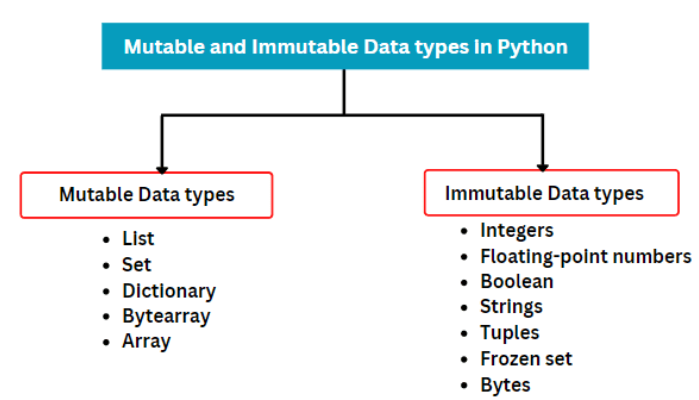 Mutable and Immutable Data types in Python
Mutable Data types
• List
• Set
• Dictionary
• Bytearray
• Array
Immutable Data types
• Integers
• Floating-point numbers
• Boolean
• Strings
• Tuples
• Frozen set
• Bytes